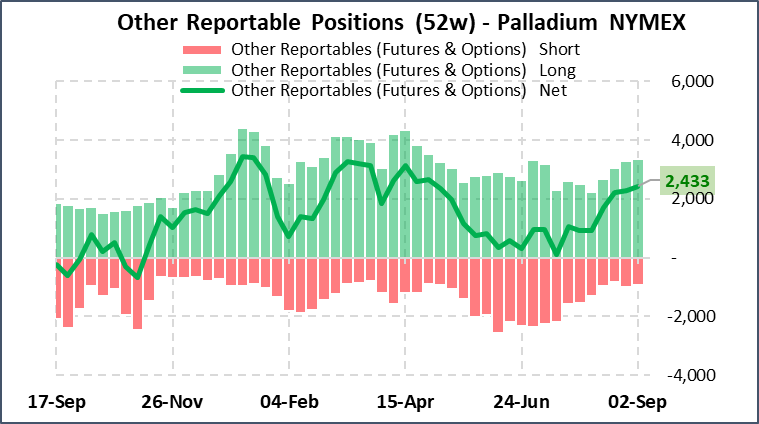 Other Reportable Positions (52w) - Palladium NYMEX
Other Reportables (Futures & Options) Short
Other Reportables (Futures & Options) Long
Other Reportables (Futures & Options) Net
6,000
4,000
2,433
2,000
-
-2,000
-4,000
17-Sep 26-Nov 04-Feb 15-Apr 24-Jun 02-Sep